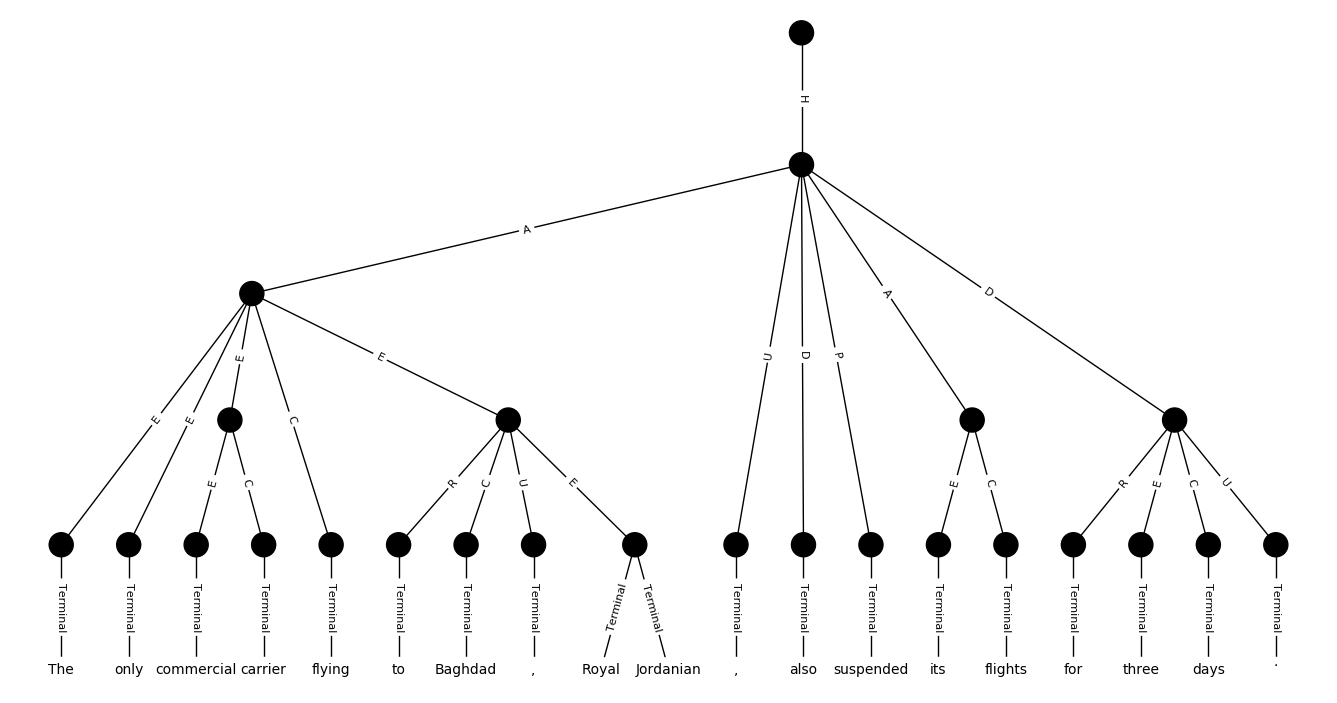 H
A
U
D
P
A
D
E
E
E
C
E
E
C
R
C
U
E
E
C
R
E
C
U
Terminal Terminal Terminal Terminal Terminal Terminal Terminal Terminal Terminal Terminal Terminal Terminal Terminal Terminal Terminal Terminal Terminal Terminal Terminal
The only commercial carrier flying to Baghdad , Royal Jordanian , also suspended its flights for three days .